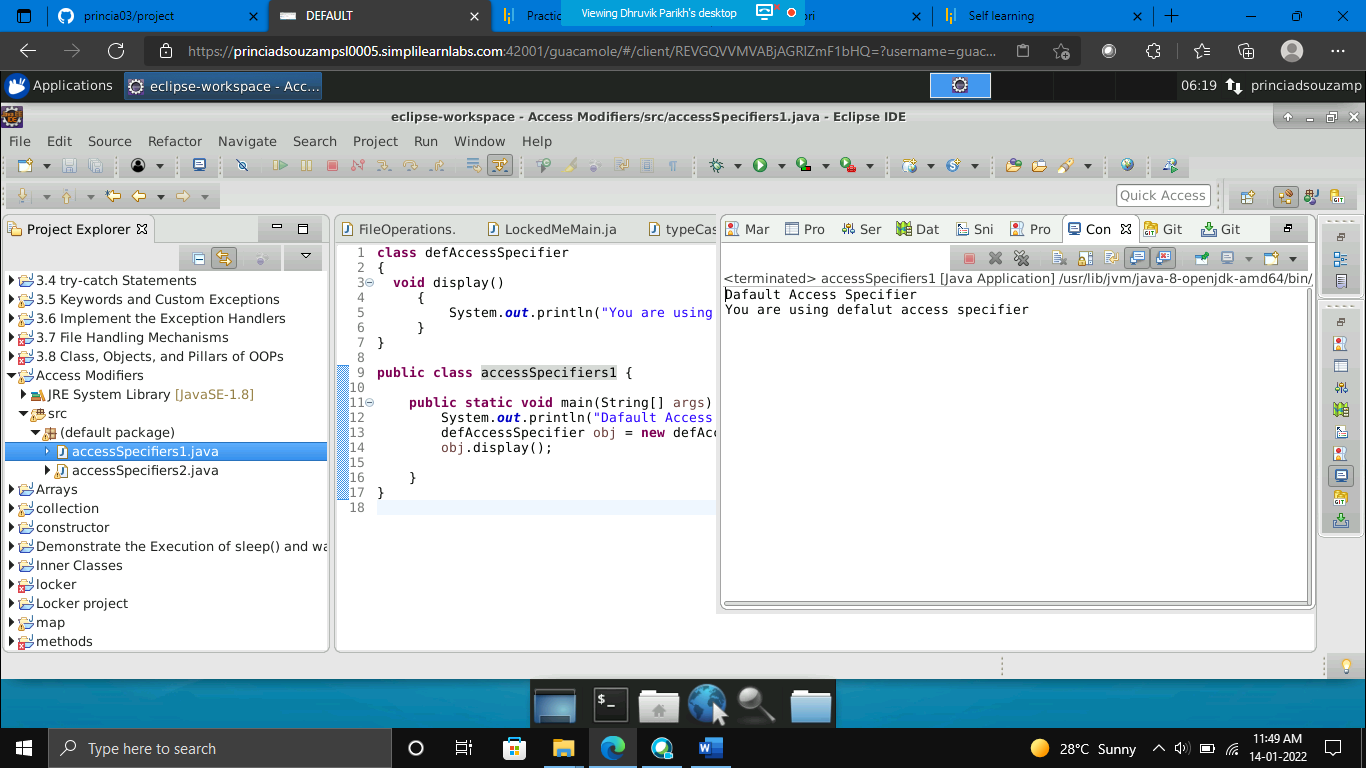 princia03/project
DEFAULT
Practic
Viewing Dhruvik Parikh's desktop
ori
Self learning
https://princiadsouzampsl0005.simplilearnlabs.com:42001/guacamole/#/client/REVGQVVMVABjAGRlZmF1bHQ=?username=guac...
Applications
eclipse-workspace - Acc...
06:19
princiadsouzamp
eclipse-workspace - Access Modifiers/src/accessSpecifiers1.java - Eclipse IDE
File Edit Source Refactor Navigate Search Project Run Window Help
Quick Access
Project Explorer
FileOperations.
LockedMeMain.ja
typeCas
Mar
Pro
Ser
Dat
Sni
Pro
Con
Git
Git
3.4 try-catch Statements
3.5 Keywords and Custom Exceptions
3.6 Implement the Exception Handlers
3.7 File Handling Mechanisms
3.8 Class, Objects, and Pillars of OOPs
Access Modifiers
JRE System Library [JavaSE-1.8]
src
(default package)
accessSpecifiers1.java
accessSpecifiers2.java
Arrays
collection
constructor
Demonstrate the Execution of sleep() and wa
Inner Classes
locker
Locker project
map
methods
1 class defAccessSpecifier
2 {
3 void display()
4 {
5 System.out.println("You are using
6 }
7 }
8
9 public class accessSpecifiers1 {
10
11 public static void main(String[] args)
12 System.out.println("Dafault Access
13 defAccessSpecifier obj = new defAcc
14 obj.display();
15
16 }
17 }
18
<terminated> accessSpecifiers1 [Java Application] /usr/lib/jvm/java-8-openjdk-amd64/bin/
Dafault Access Specifier
You are using defalut access specifier
Type here to search
28°C Sunny
11:49 AM
14-01-2022